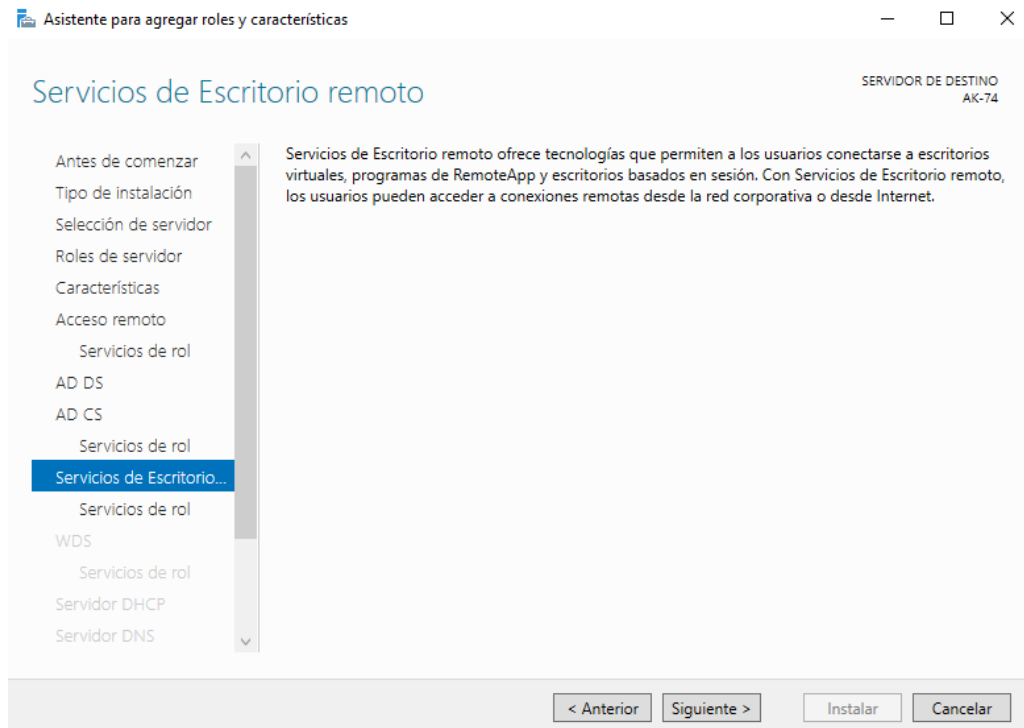 Asistente para agregar roles y características
Servicios de Escritorio remoto
SERVIDOR DE DESTINO
AK-74
Antes de comenzar
Tipo de instalación
Selección de servidor
Roles de servidor
Características
Acceso remoto
Servicios de rol
AD DS
AD CS
Servicios de rol
Servicios de Escritorio...
Servicios de rol
WDS
Servicios de rol
Servidor DHCP
Servidor DNS
Servicios de Escritorio remoto ofrece tecnologías que permiten a los usuarios conectarse a escritorios
virtuales, programas de RemoteApp y escritorios basados en sesión. Con Servicios de Escritorio remoto,
los usuarios pueden acceder a conexiones remotas desde la red corporativa o desde Internet.
< Anterior
Siguiente >
Instalar
Cancelar